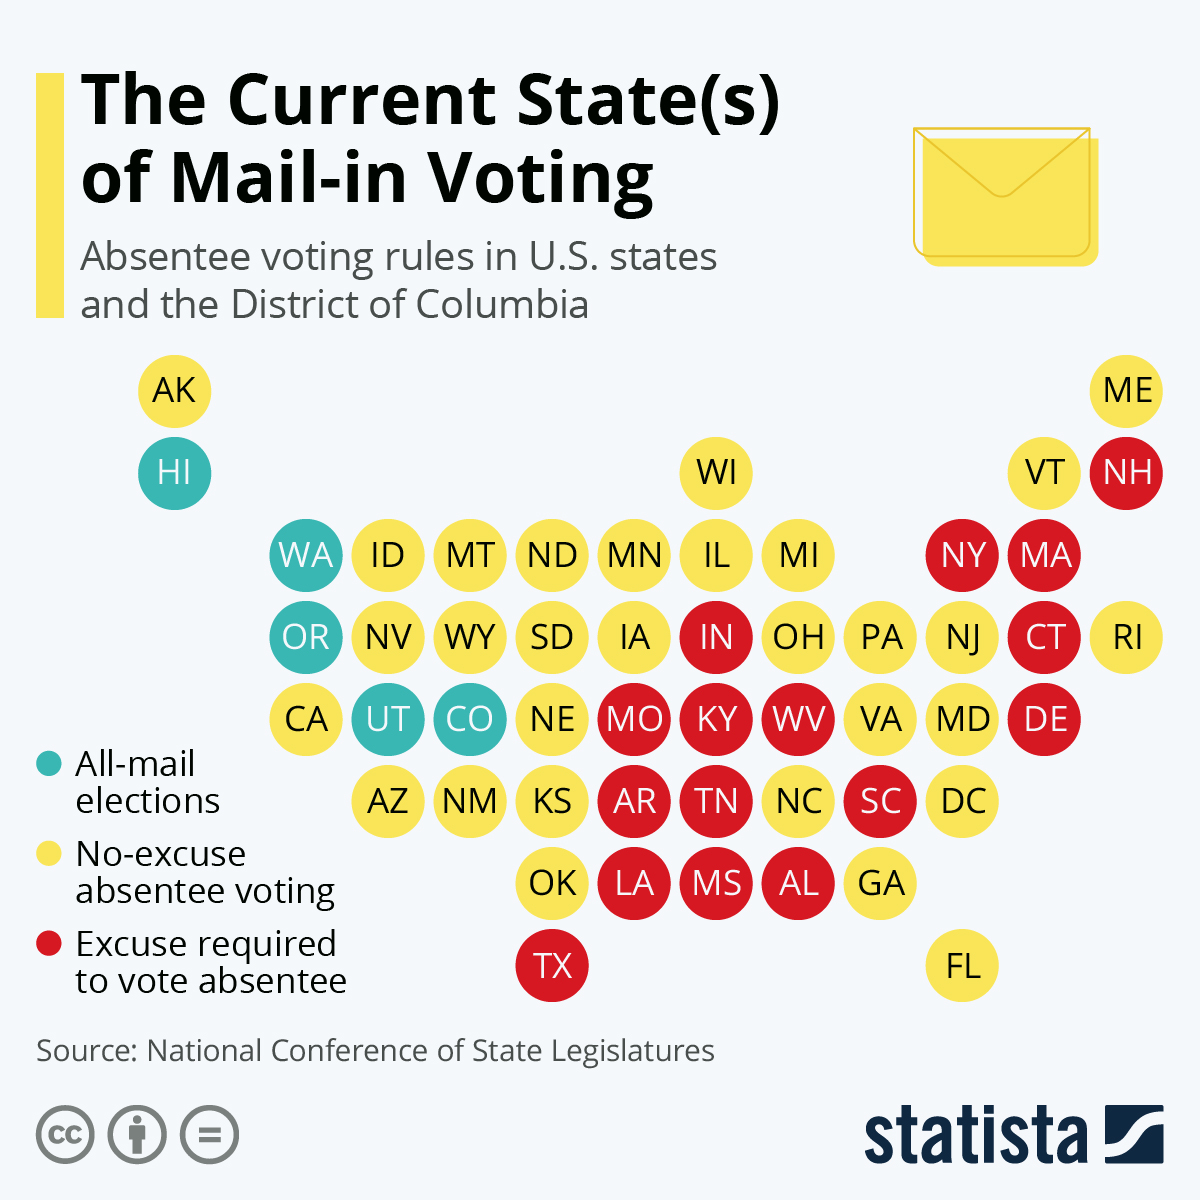 The Current State(s)
of Mail-in Voting
Absentee voting rules in U.S. states
and the District of Columbia
AK ME
HI WI VT NH
WA ID MT ND MN IL MI NY MA
OR NV WY SD IA IN OH PA NJ CT RI
CA UT CO NE MO KY WV VA MD DE
AZ NM KS AR TN NC SC DC
OK LA MS AL GA
TX FL
All-mail
elections
No-excuse
absentee voting
Excuse required
to vote absentee
Source: National Conference of State Legislatures
cc =
statista